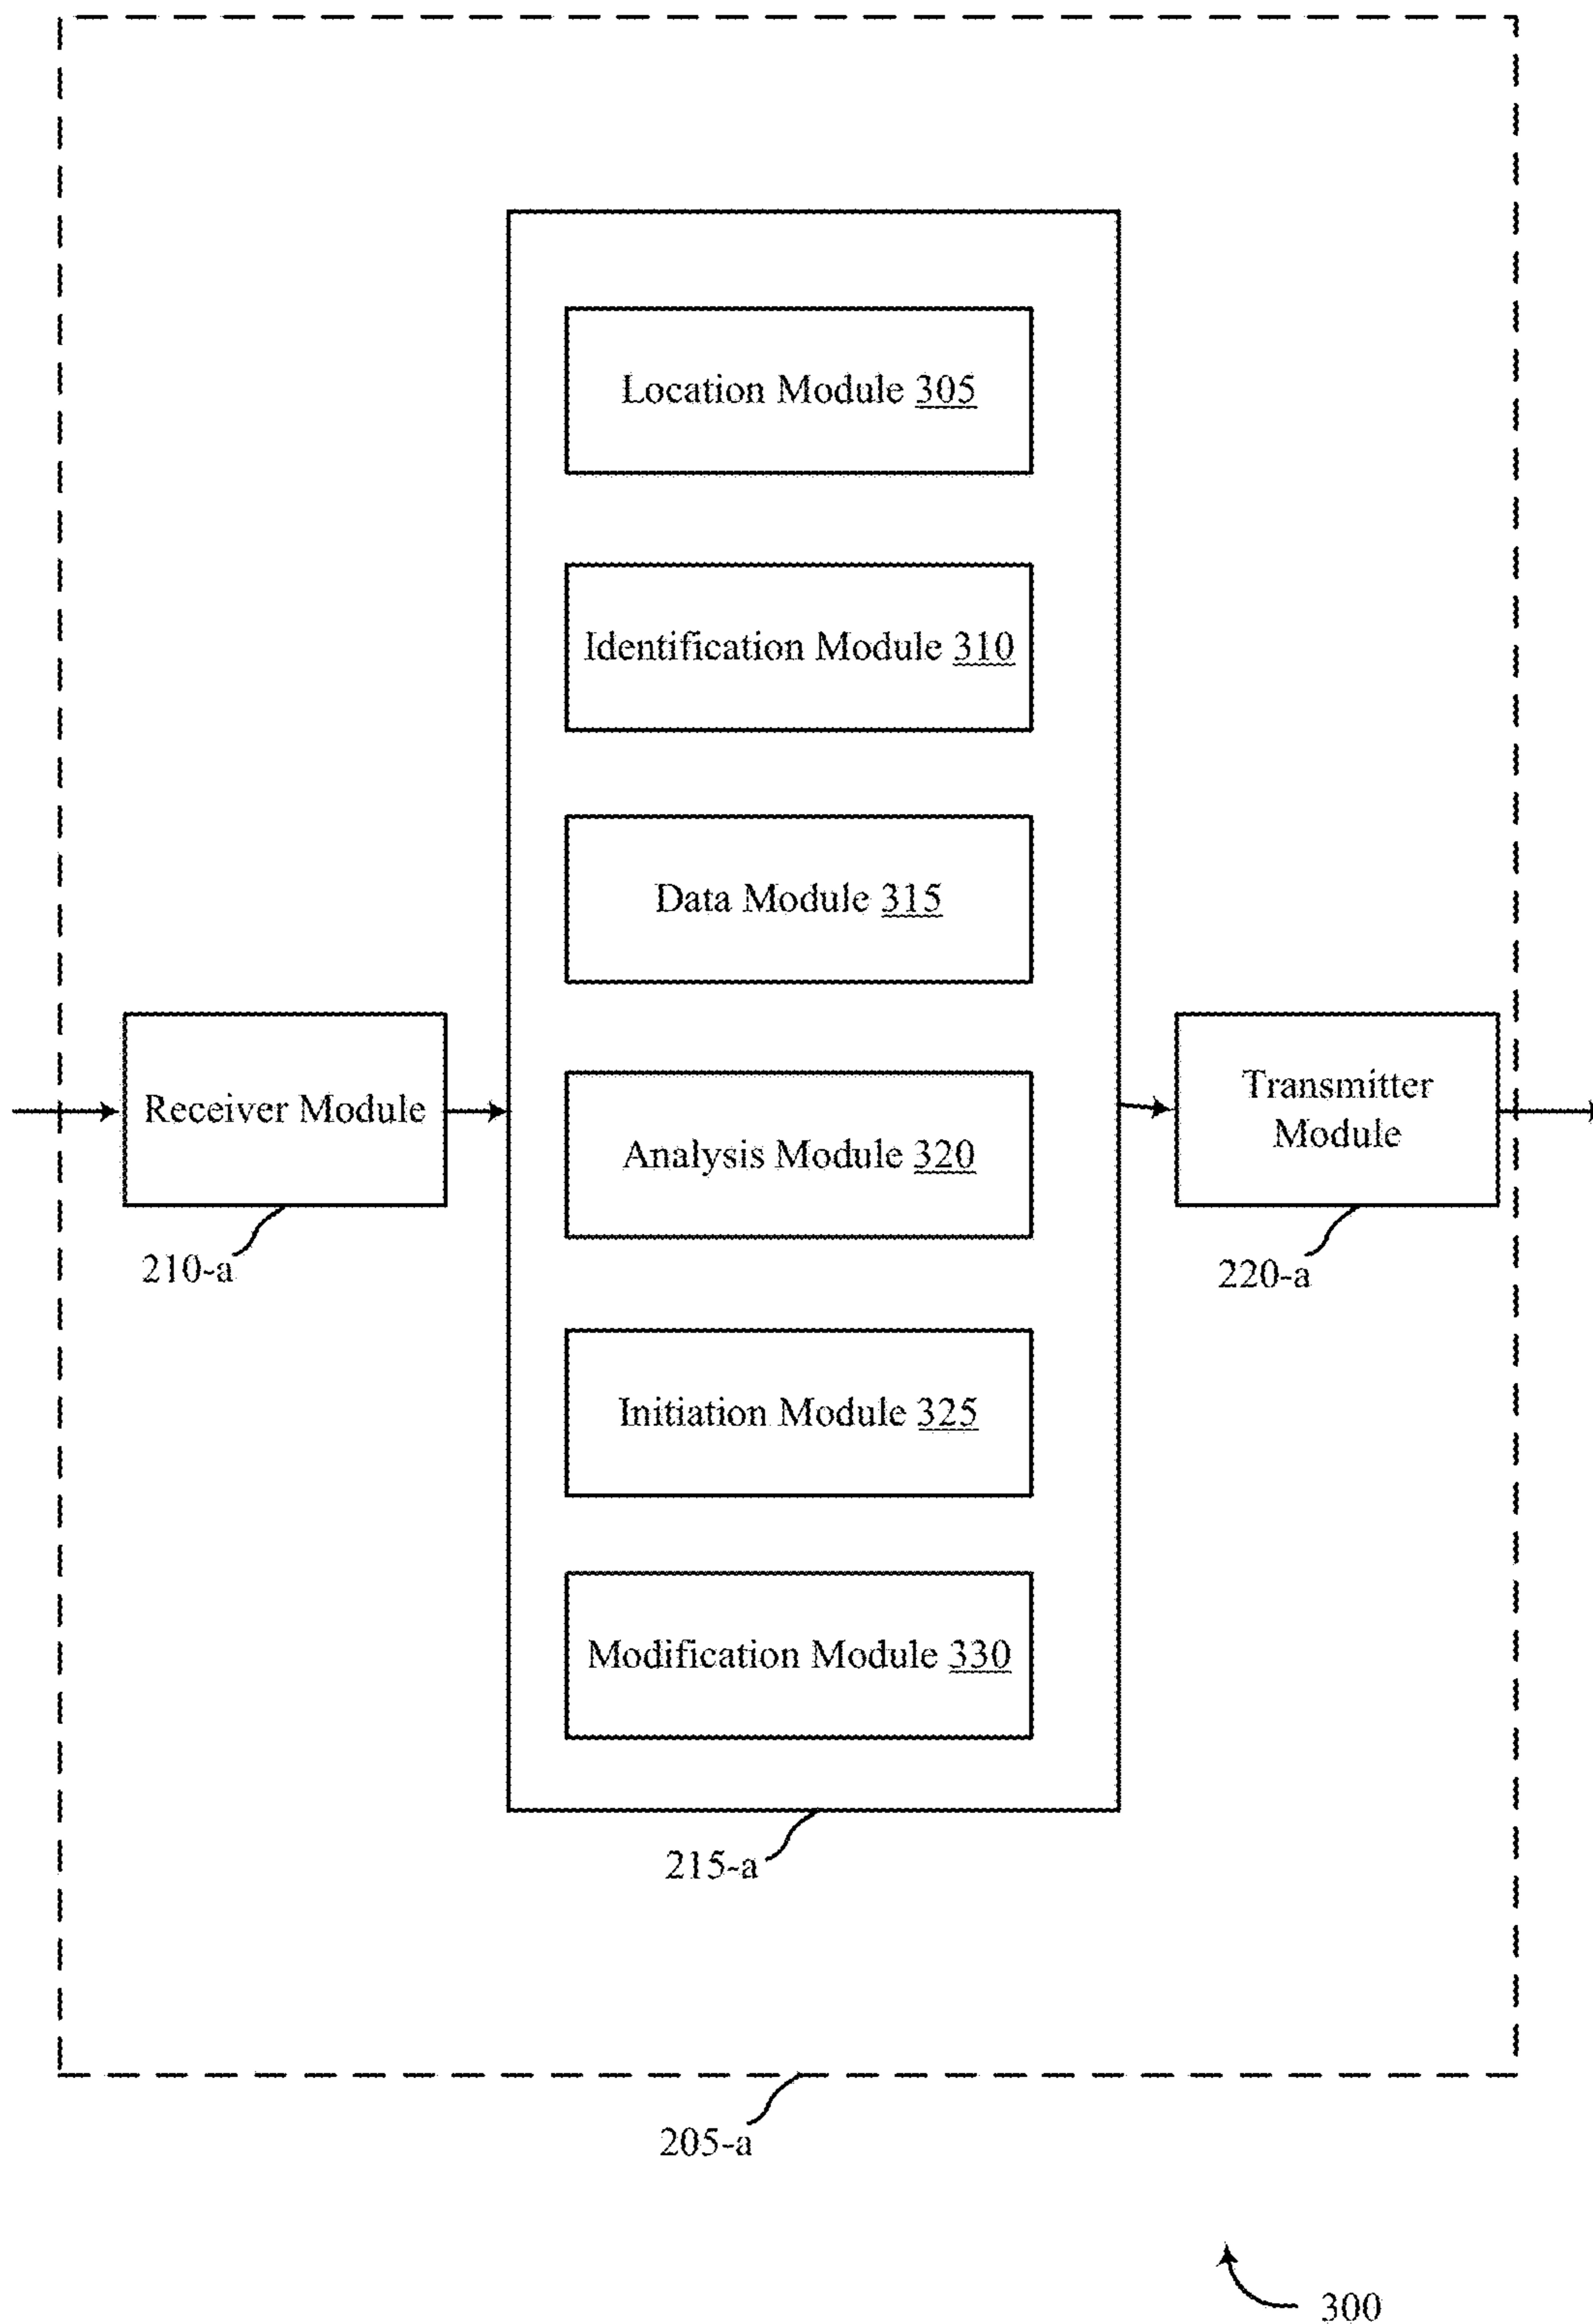 Location Module 305
Identification Module 310
Data Module 315
Receiver Module
210-a
Analysis Module 320
Transmitter
Module
220-a
Initiation Module 325
Modification Module 330
215-a
205-a
300